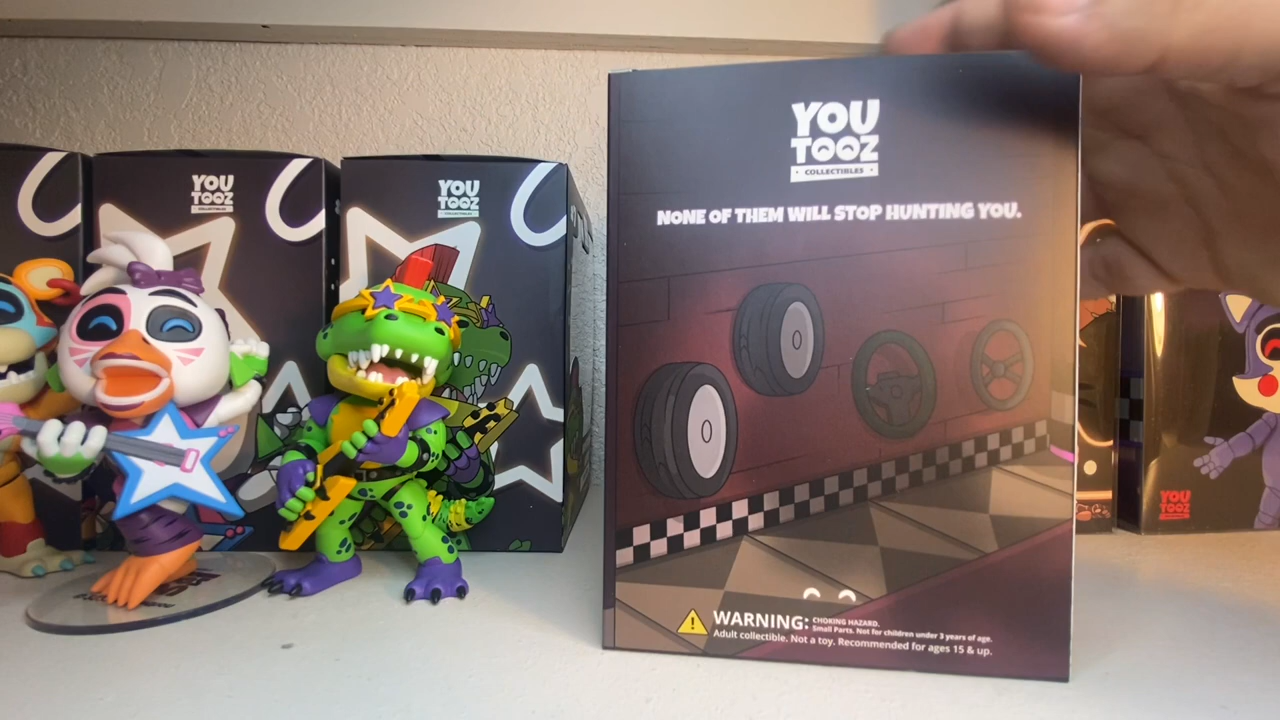 YOU
TOOZ
COLLECTIBLES
NONE OF THEM WILL STOP HUNTING YOU.
WARNING: CHOKING HAZARD.
Small Parts. Not for children under 3 years of age.
Adult collectible. Not a toy. Recommended for ages 15 & up.
YOU
TOOZ
COLLECTIBLES
YOU
TOOZ
COLLECTIBLES
YOU
TOOZ